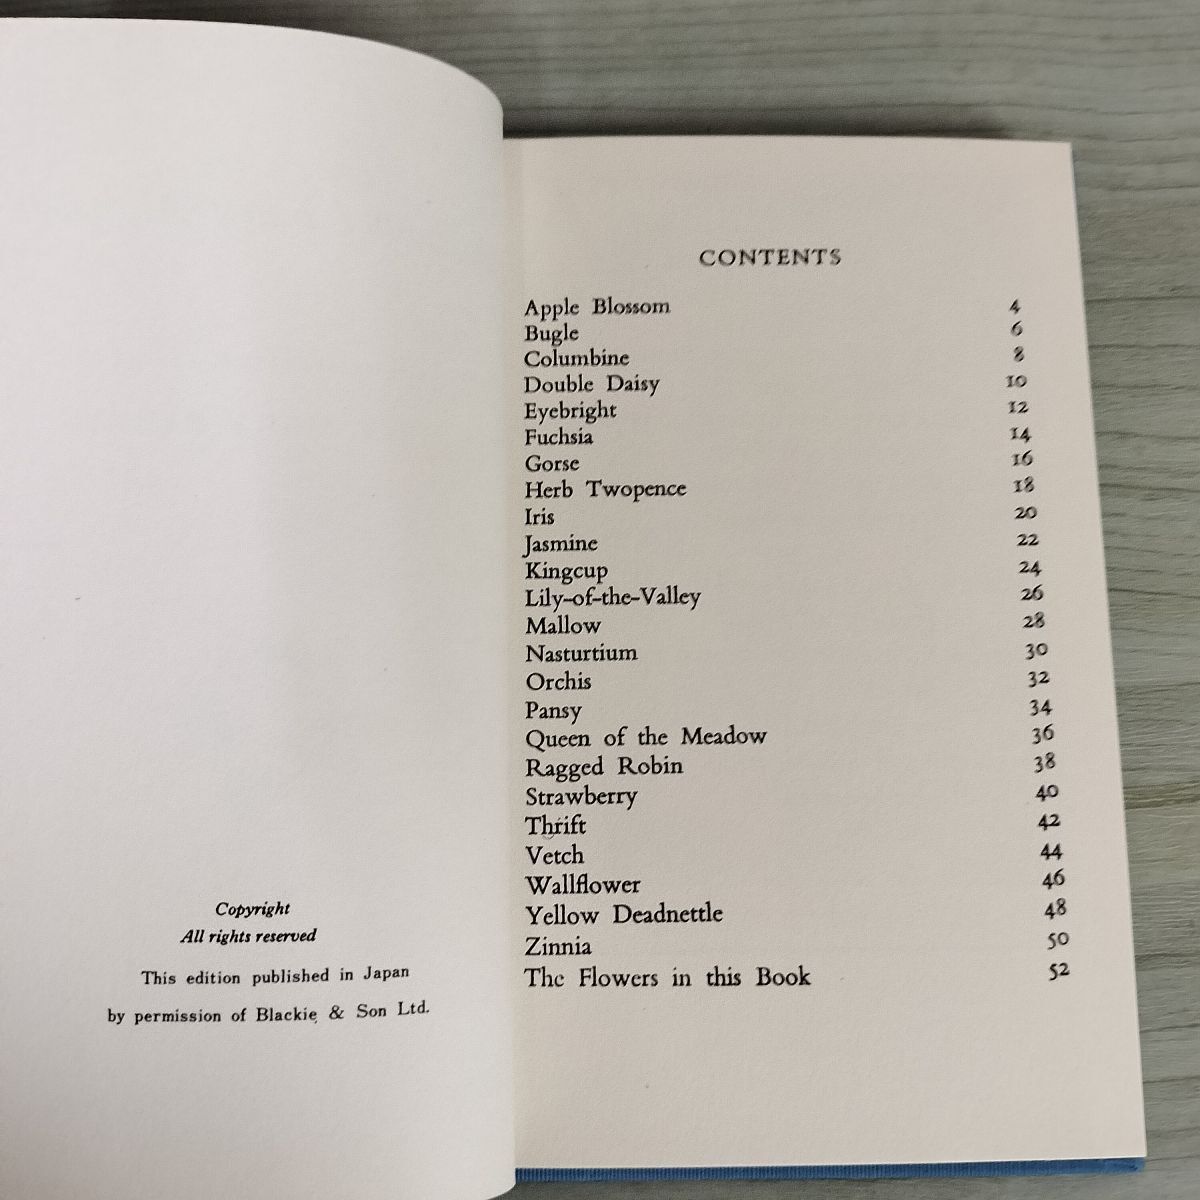 Copyright
All rights reserved
This edition published in Japan
by permission of Blackie & Son Ltd.
CONTENTS
Apple Blossom 4
Bugle 6
Columbine 8
Double Daisy 10
Eyebright 12
Fuchsia 14
Gorse 16
Herb Twopence 18
Iris 20
Jasmine 22
Kingcup 24
Lily-of-the-Valley 26
Mallow 28
Nasturtium 30
Orchis 32
Pansy 34
Queen of the Meadow 36
Ragged Robin 38
Strawberry 40
Thrift 42
Vetch 44
Wallflower 46
Yellow Deadnettle 48
Zinnia 50
The Flowers in this Book 52